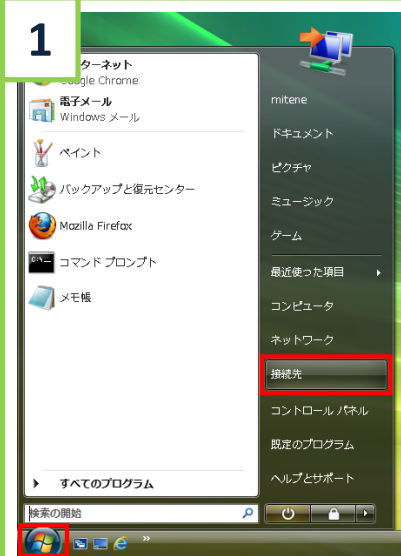 1
ターネット
Google Chrome
電子メール
Windows メール
ペイント
バックアップと復元センター
Mozilla Firefox
コマンド プロンプト
メモ帳
すべてのプログラム
検索の開始
mitene
ドキュメント
ピクチャ
ミュージック
ゲーム
最近使った項目
コンピュータ
ネットワーク
接続先
コントロール パネル
既定のプログラム
ヘルプとサポート